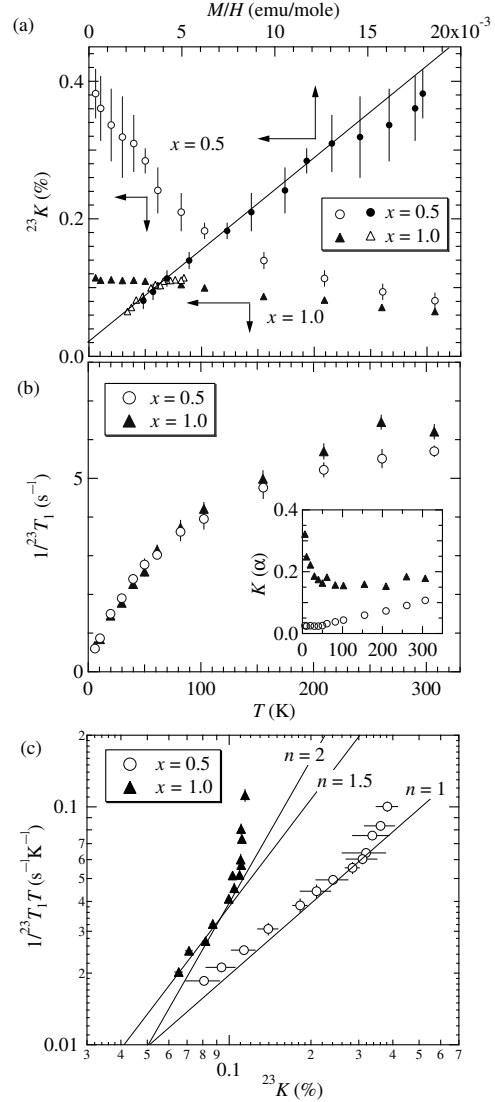 M/H (emu/mole)
(a)
0 5 10 15 20x10⁻³
0.4
x = 0.5
²³K (%)
0.2
x = 0.5
x = 1.0
x = 1.0
0.0
(b)
x = 0.5
x = 1.0
5
1/²³T₁ (s⁻¹)
0.4
K (α)
0.2
0.0
0 100 200 300
0
0 100 200 300
T (K)
(c)
2
x = 0.5
x = 1.0
n = 2
n = 1.5
n = 1
0.1
1/²³T₁T (s⁻¹K⁻¹)
6
5
4
3
2
0.01
3 4 5 6 7 8 9 2 3 4 5 6 7
0.1
²³K (%)